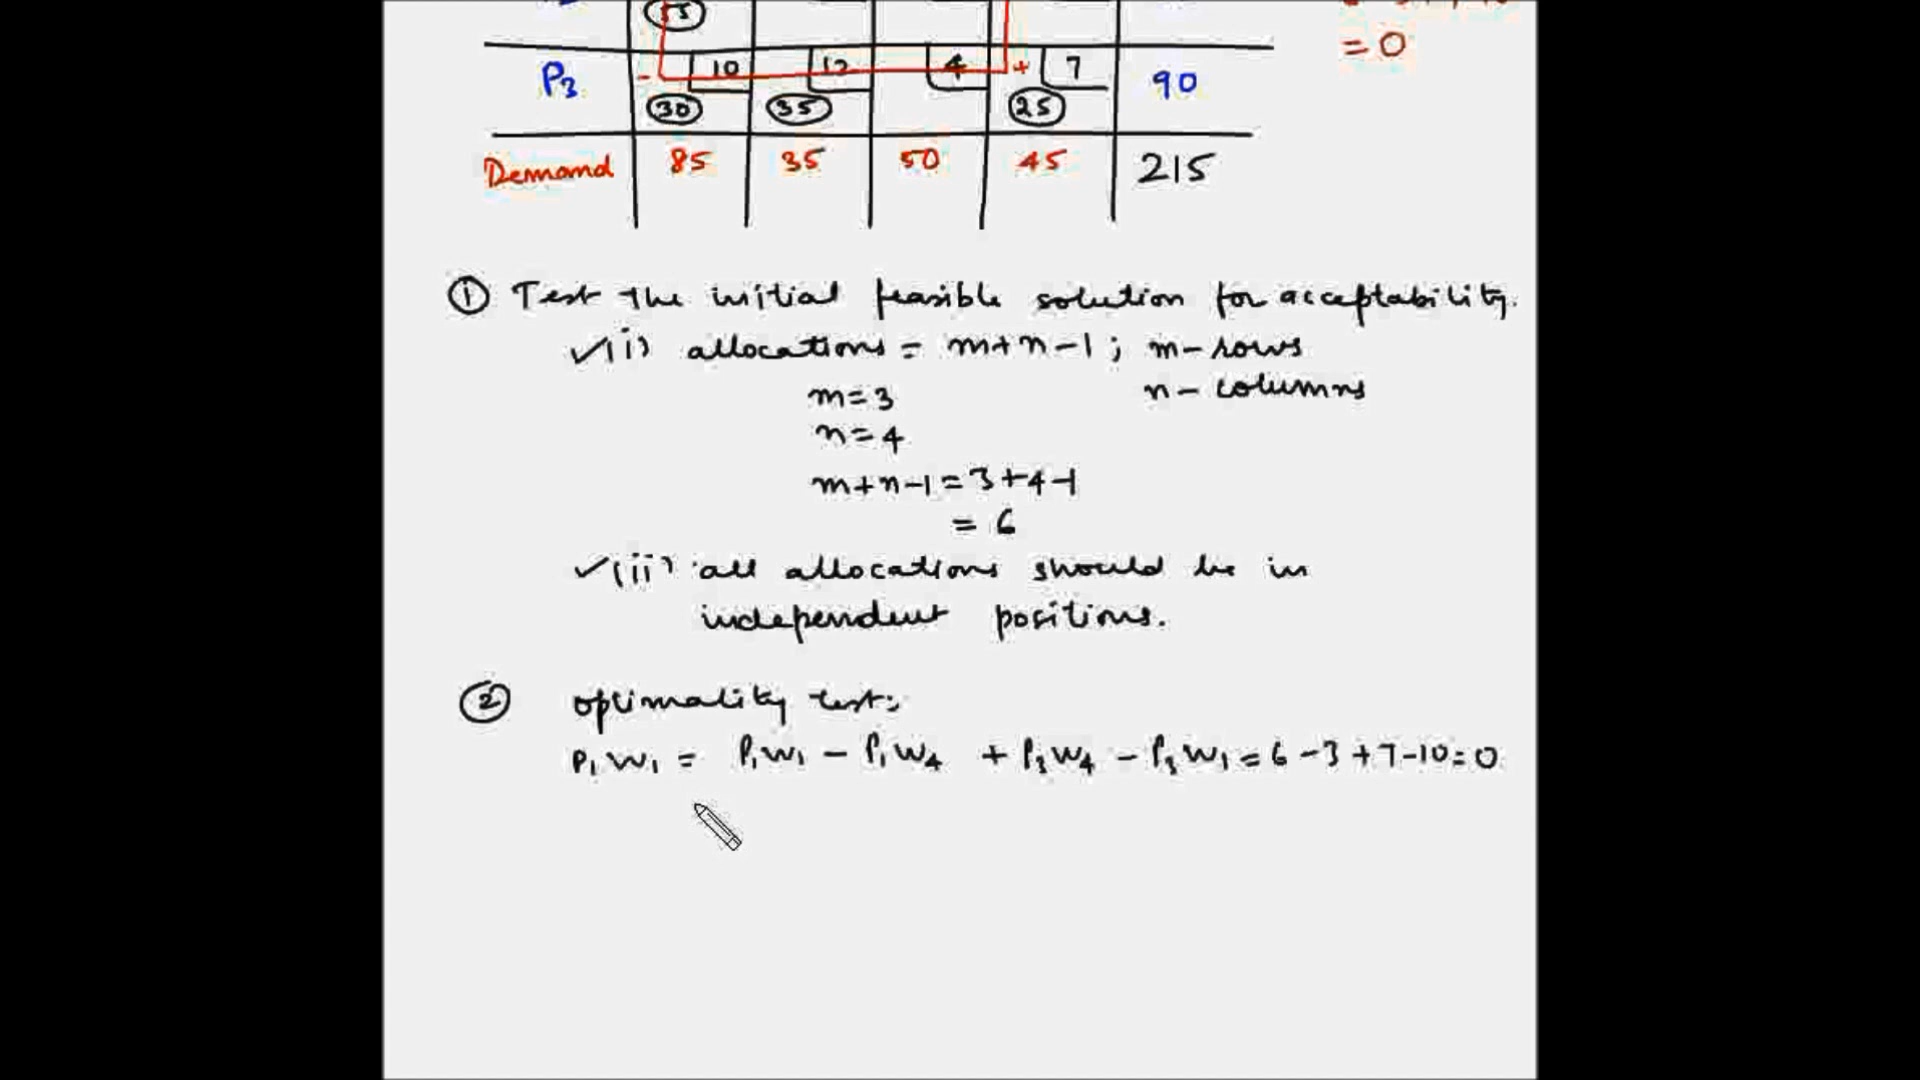 55
= 0
P3 - 10 12 4 + 7 90
30 35 25
Demand 85 35 50 45 215
① Test the initial feasible solution for acceptability.
✓(i) allocations = m+n-1 ; m- rows
m=3 n- columns
n=4
m+n-1 = 3+4-1
= 6
✓(ii) all allocations should be in
independent positions.
② optimality test:
P1W1 = P1W1 - P1W4 + P3W4 - P3W1 = 6-3+7-10=0